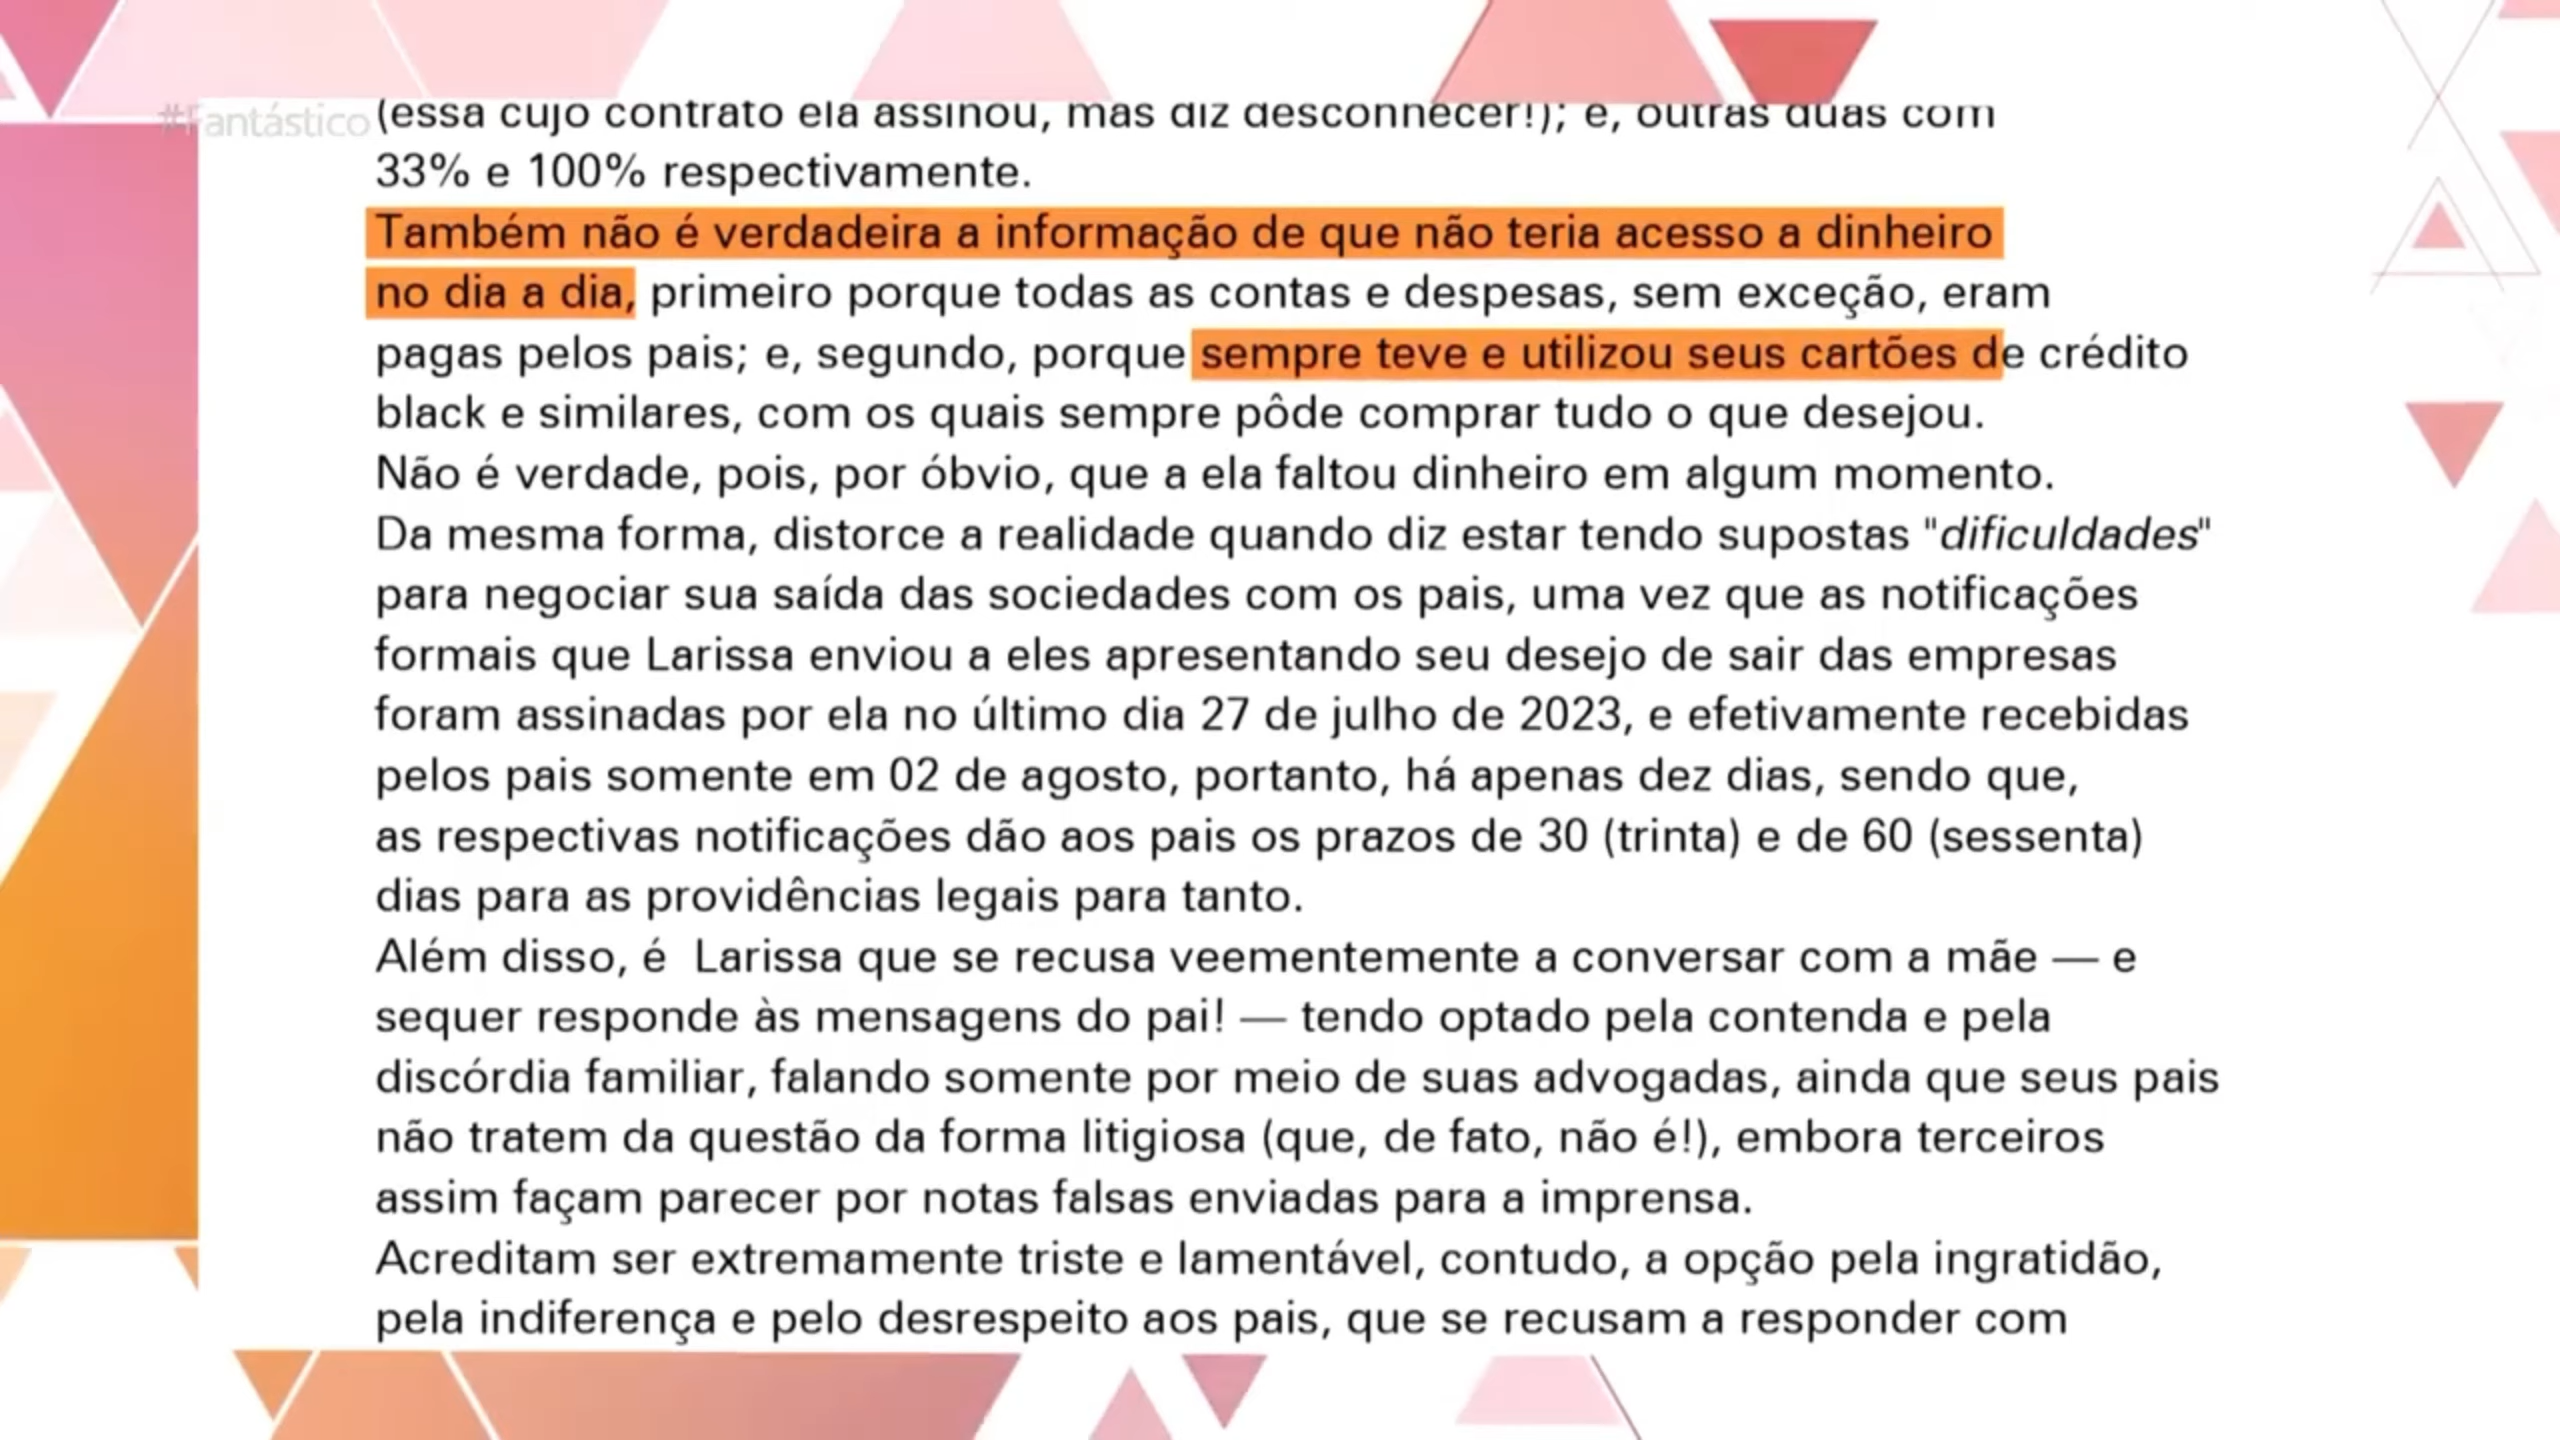 #Fantástico
(essa cujo contrato ela assinou, mas diz desconhecer!); e, outras duas com
33% e 100% respectivamente.
Também não é verdadeira a informação de que não teria acesso a dinheiro
no dia a dia, primeiro porque todas as contas e despesas, sem exceção, eram
pagas pelos pais; e, segundo, porque sempre teve e utilizou seus cartões de crédito
black e similares, com os quais sempre pôde comprar tudo o que desejou.
Não é verdade, pois, por óbvio, que a ela faltou dinheiro em algum momento.
Da mesma forma, distorce a realidade quando diz estar tendo supostas "dificuldades"
para negociar sua saída das sociedades com os pais, uma vez que as notificações
formais que Larissa enviou a eles apresentando seu desejo de sair das empresas
foram assinadas por ela no último dia 27 de julho de 2023, e efetivamente recebidas
pelos pais somente em 02 de agosto, portanto, há apenas dez dias, sendo que,
as respectivas notificações dão aos pais os prazos de 30 (trinta) e de 60 (sessenta)
dias para as providências legais para tanto.
Além disso, é Larissa que se recusa veementemente a conversar com a mãe — e
sequer responde às mensagens do pai! — tendo optado pela contenda e pela
discórdia familiar, falando somente por meio de suas advogadas, ainda que seus pais
não tratem da questão da forma litigiosa (que, de fato, não é!), embora terceiros
assim façam parecer por notas falsas enviadas para a imprensa.
Acreditam ser extremamente triste e lamentável, contudo, a opção pela ingratidão,
pela indiferença e pelo desrespeito aos pais, que se recusam a responder com